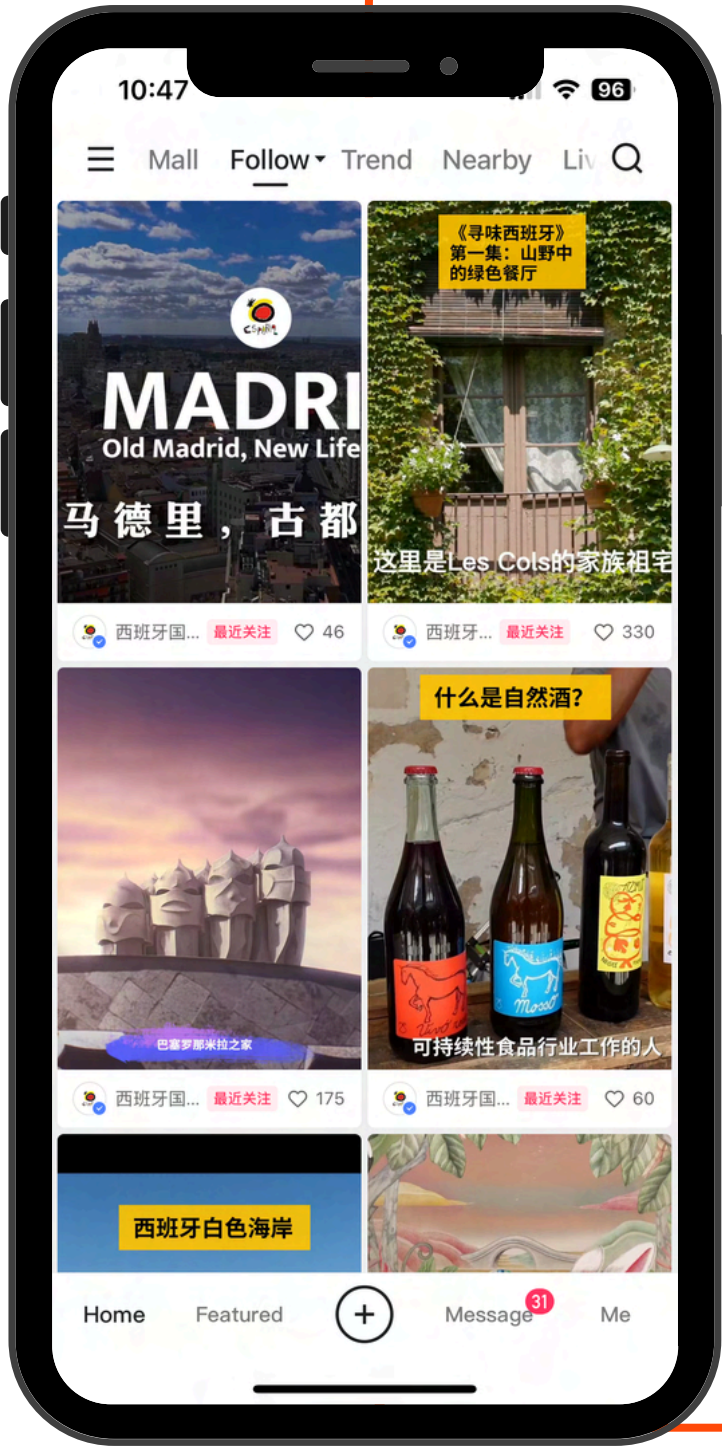 10:47
96
Mall
Follow
Trend
Nearby
Liv
MADRI
Old Madrid, New Life
马德里，古都
西班牙国...
最近关注
46
《寻味西班牙》
第一集：山野中
的绿色餐厅
这里是Les Cols的家族祖宅
西班牙...
最近关注
330
巴塞罗那米拉之家
西班牙国...
最近关注
175
什么是自然酒？
Mosso
可持续性食品行业工作的人
西班牙国...
最近关注
60
西班牙白色海岸
Home
Featured
Message
31
Me